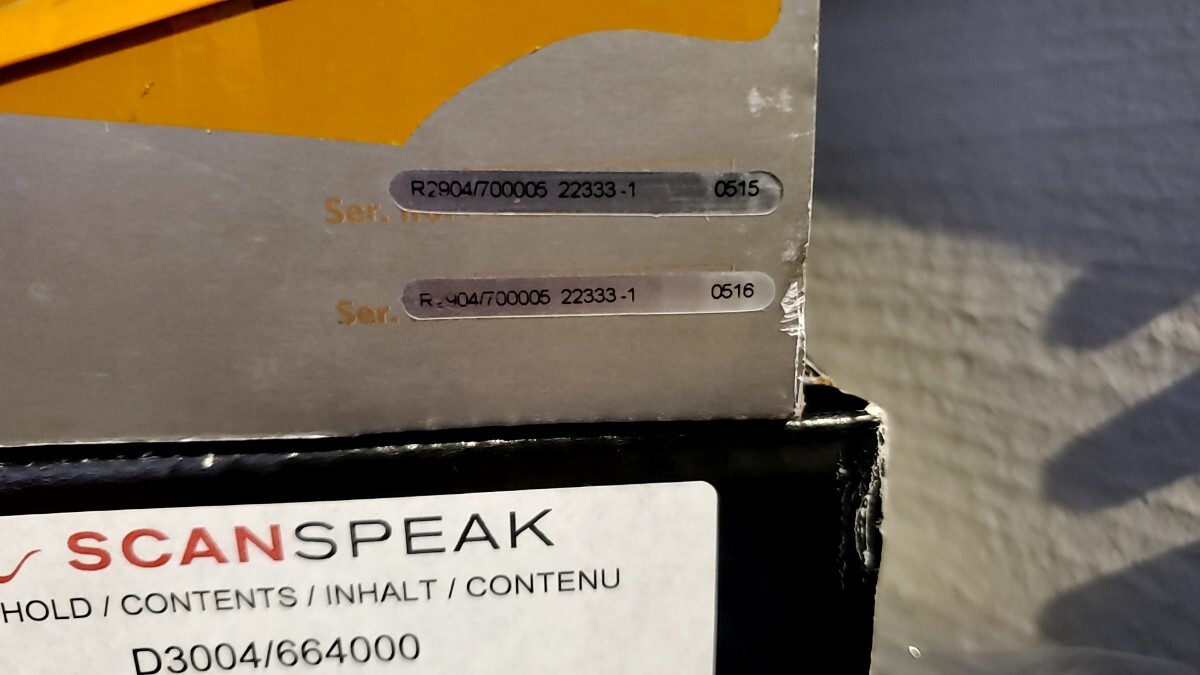 R2904/700005 22333-1 0515
Ser.
R2904/700005 22333-1 0516
Ser.
SCANSPEAK
HOLD / CONTENTS / INHALT / CONTENU
D3004/664000